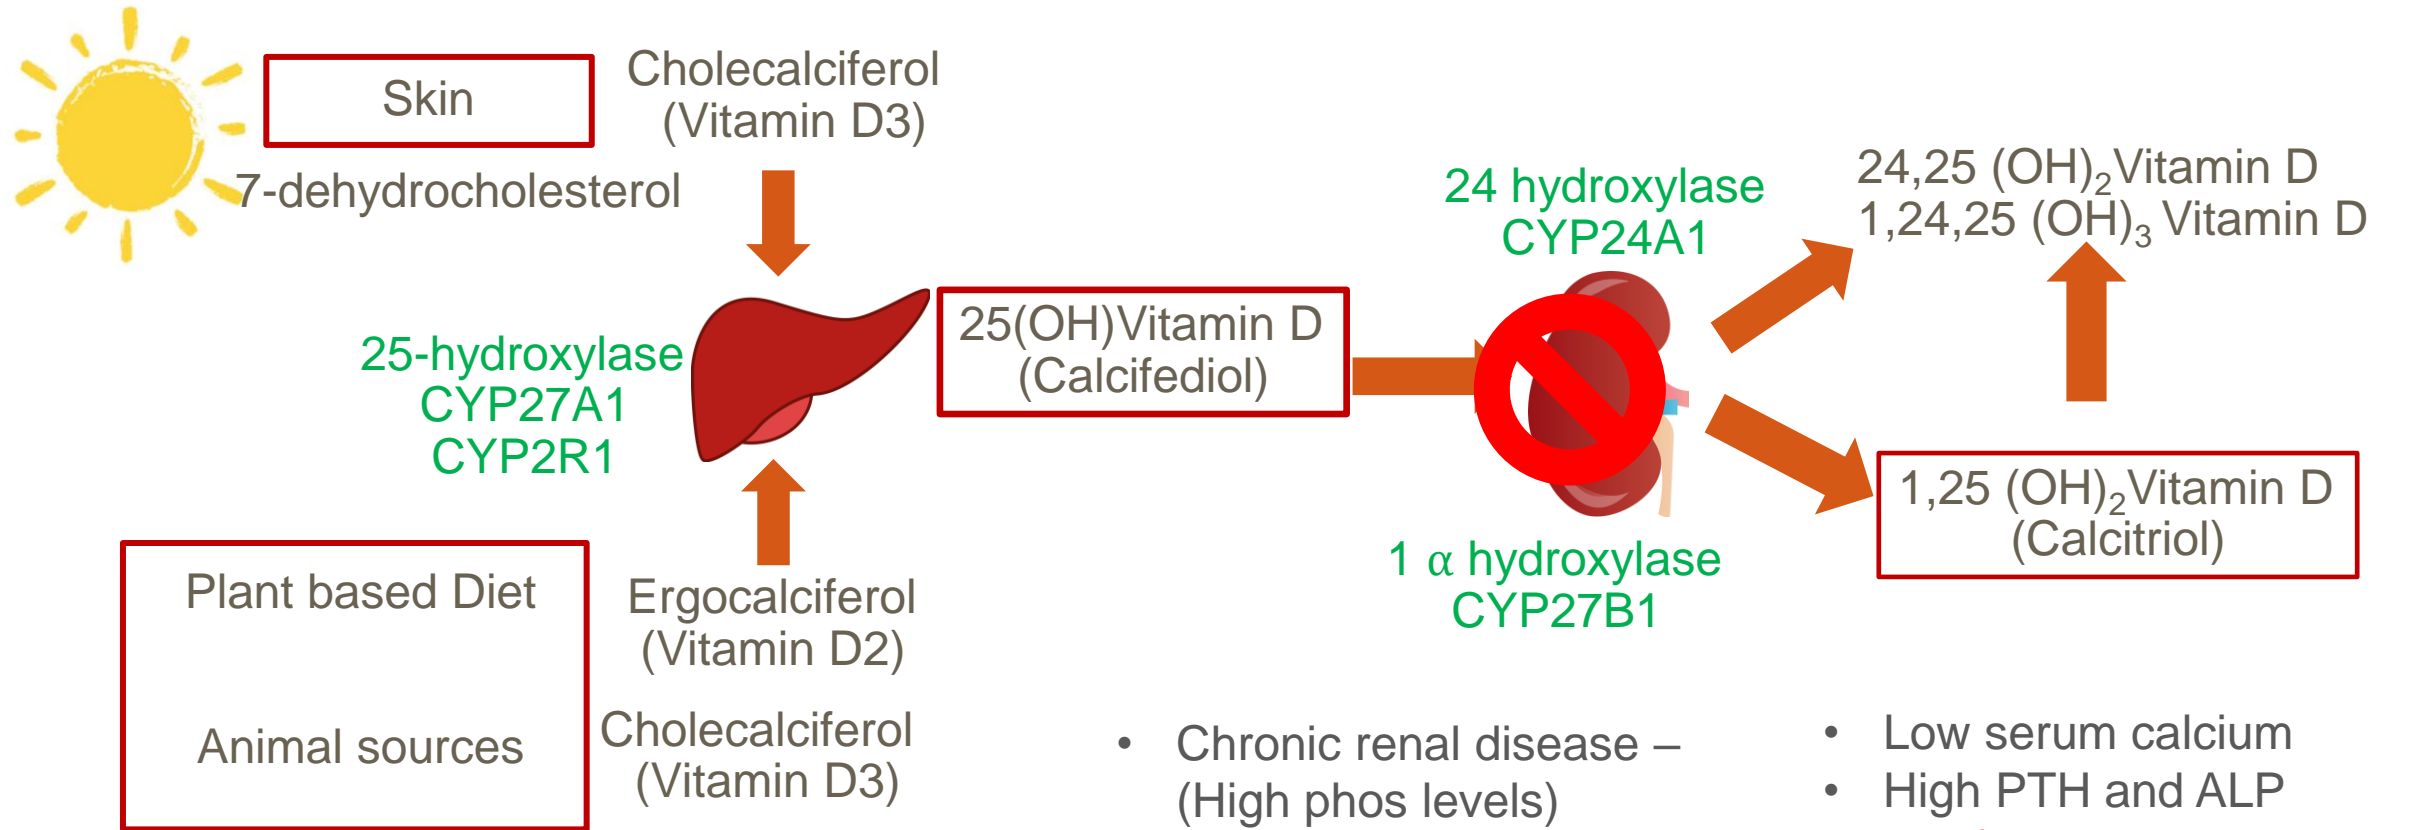 Skin
7-dehydrocholesterol
Cholecalciferol
(Vitamin D3)
25-hydroxylase
CYP27A1
CYP2R1
Plant based Diet
Animal sources
Ergocalciferol
(Vitamin D2)
Cholecalciferol
(Vitamin D3)
25(OH)Vitamin D
(Calcifediol)
24 hydroxylase
CYP24A1
1 α hydroxylase
CYP27B1
24,25 (OH)₂Vitamin D
1,24,25 (OH)₃ Vitamin D
1,25 (OH)₂Vitamin D
(Calcitriol)
• Chronic renal disease –
(High phos levels)
• Low serum calcium
• High PTH and ALP